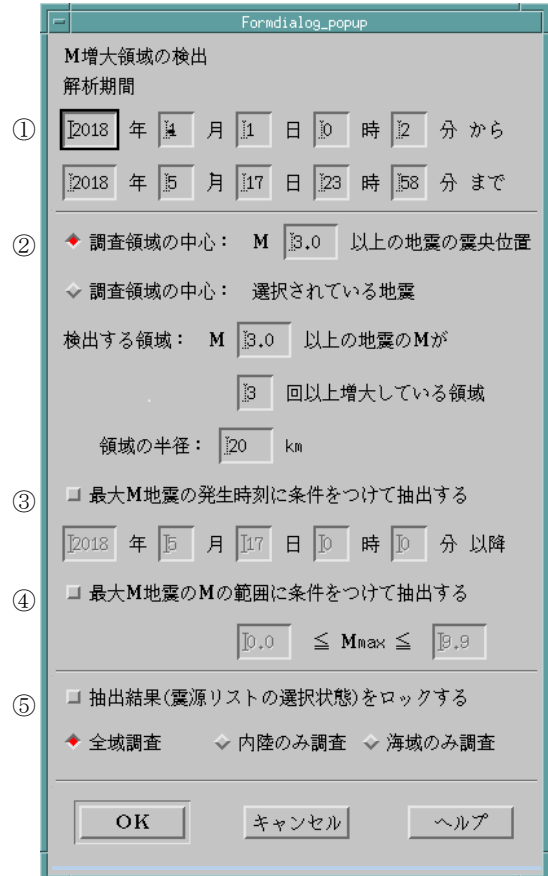 Formdialog_popup
M増大領域の検出
解析期間
① 2018 年 4 月 1 日 0 時 2 分 から
2018 年 5 月 17 日 23 時 58 分 まで
② 調査領域の中心： M 3.0 以上の地震の震央位置
調査領域の中心： 選択されている地震
検出する領域： M 3.0 以上の地震のMが
3 回以上増大している領域
領域の半径： 20 km
③ 最大M地震の発生時刻に条件をつけて抽出する
2018 年 5 月 17 日 0 時 0 分 以降
④ 最大M地震のMの範囲に条件をつけて抽出する
0.0 ≦ Mmax ≦ 9.9
⑤ 抽出結果(震源リストの選択状態)をロックする
全域調査 内陸のみ調査 海域のみ調査
OK キャンセル ヘルプ